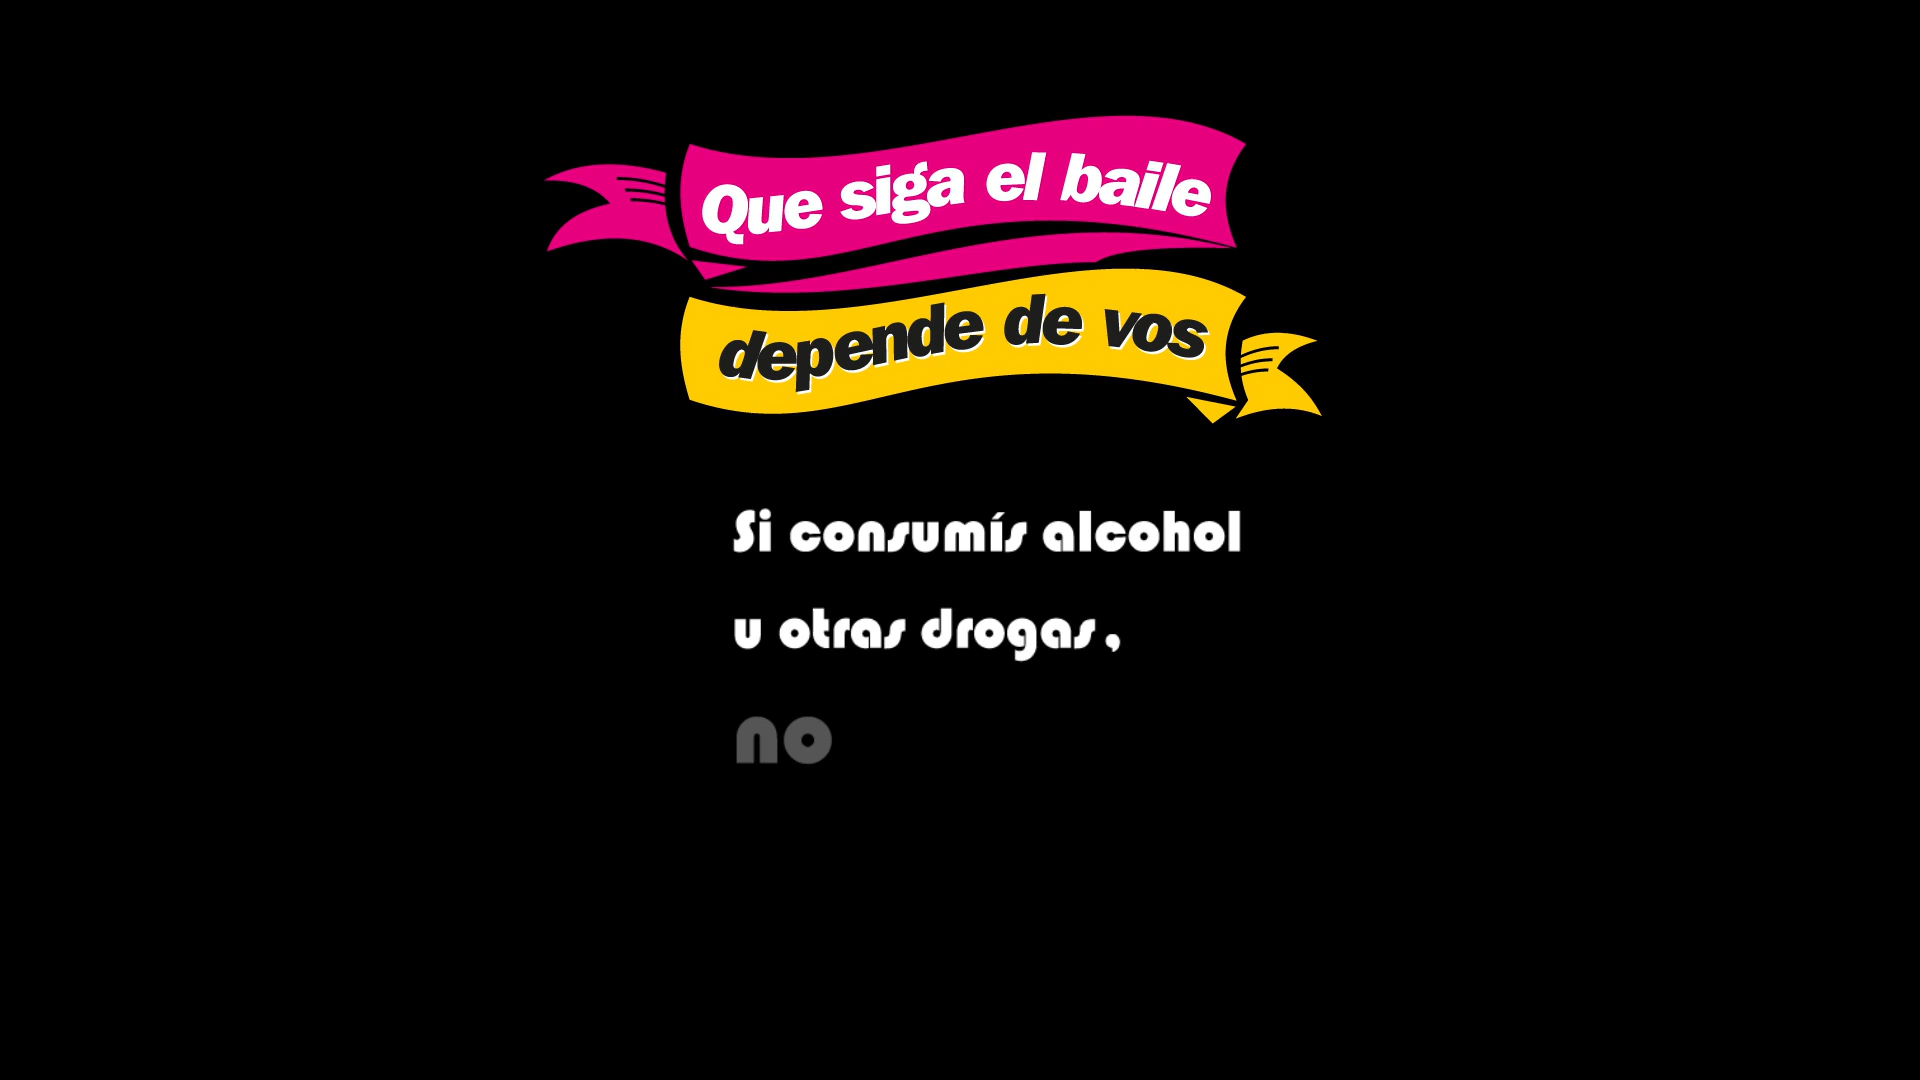 Que siga el baile
depende de vos
Si consumís alcohol
u otras drogas,
no